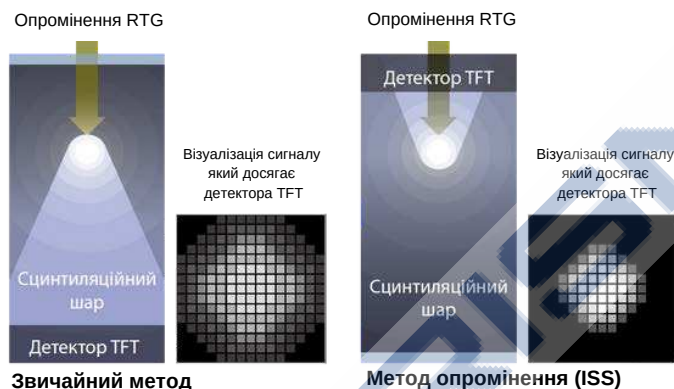 Опромінення RTG
Візуалізація сигналу
який досягає
детектора TFT
Сцинтиляційний
шар
Детектор TFT
Звичайний метод
Опромінення RTG
Детектор TFT
Візуалізація сигналу
який досягає
детектора TFT
Сцинтиляційний
шар
Метод опромінення (ISS)